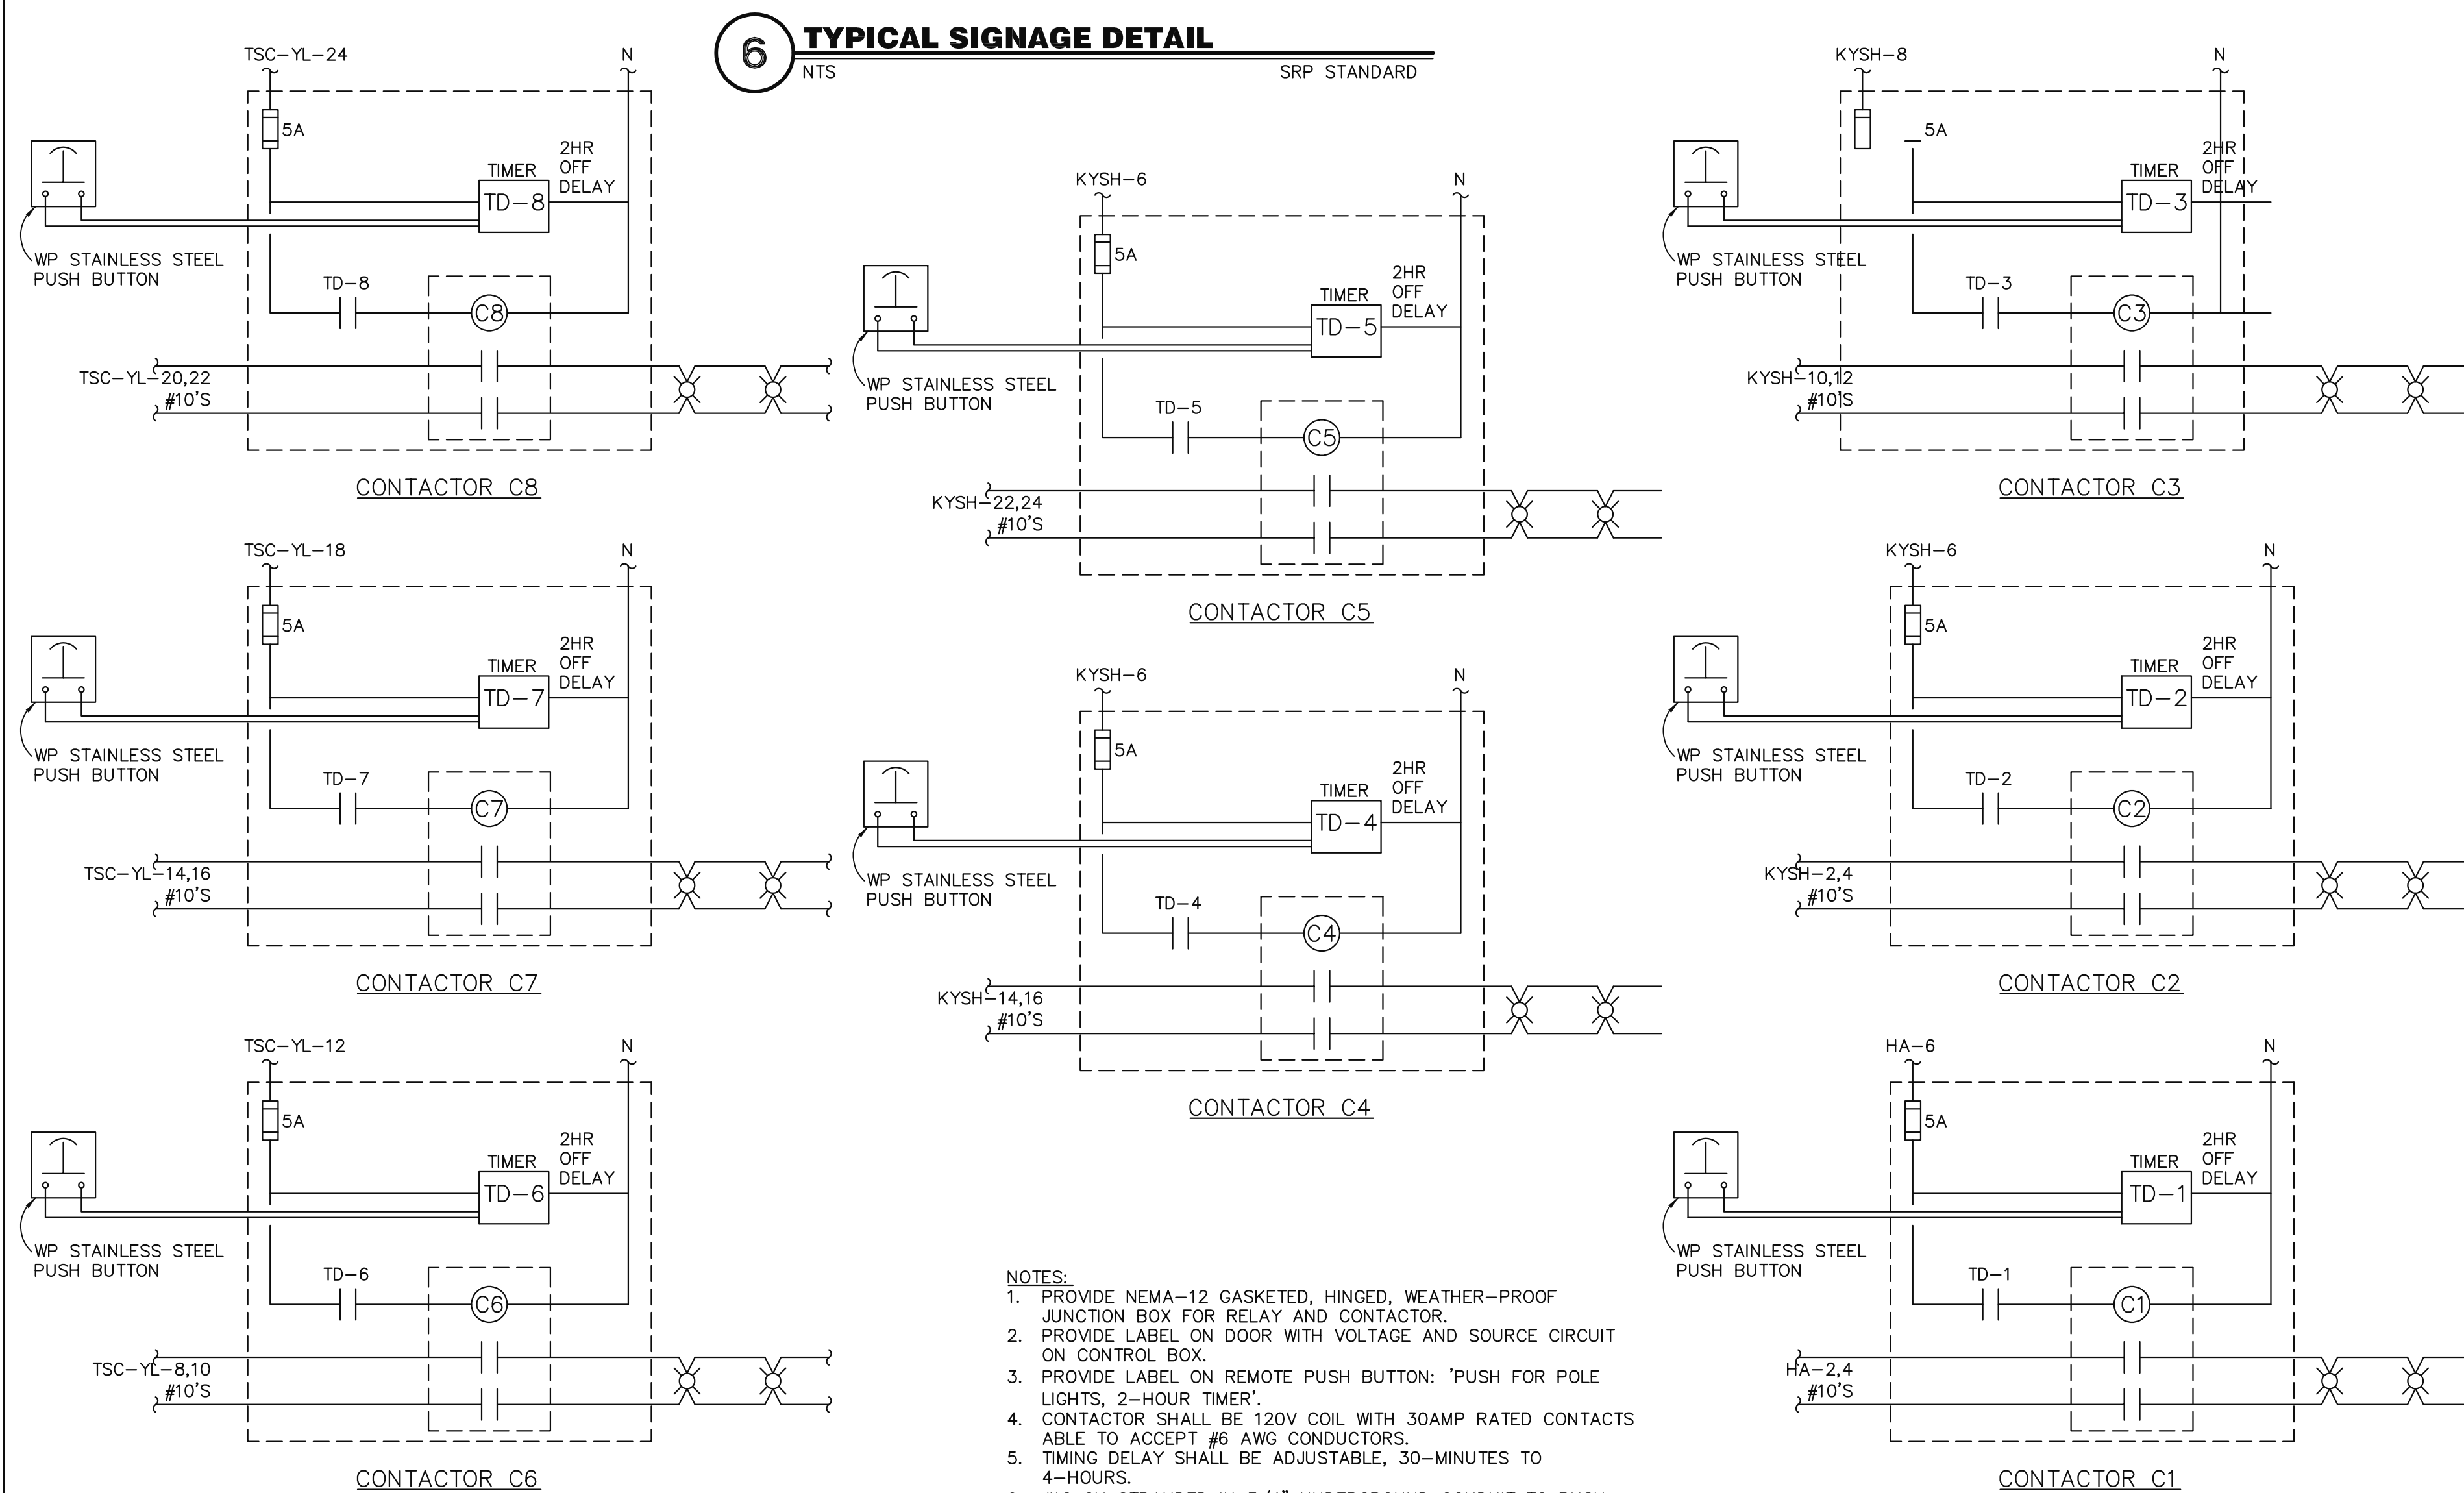 6
TYPICAL SIGNAGE DETAIL
NTS
SRP STANDARD
TSC-YL-24
N
5A
2HR
OFF
DELAY
TIMER
TD-8
WP STAINLESS STEEL
PUSH BUTTON
TD-8
C8
TSC-YL-20,22
#10'S
CONTACTOR C8
TSC-YL-18
N
5A
2HR
OFF
DELAY
TIMER
TD-7
WP STAINLESS STEEL
PUSH BUTTON
TD-7
C7
TSC-YL-14,16
#10'S
CONTACTOR C7
TSC-YL-12
N
5A
2HR
OFF
DELAY
TIMER
TD-6
WP STAINLESS STEEL
PUSH BUTTON
TD-6
C6
TSC-YL-8,10
#10'S
CONTACTOR C6
KYSH-6
N
5A
2HR
OFF
DELAY
TIMER
TD-5
WP STAINLESS STEEL
PUSH BUTTON
TD-5
C5
KYSH-22,24
#10'S
CONTACTOR C5
KYSH-6
N
5A
2HR
OFF
DELAY
TIMER
TD-4
WP STAINLESS STEEL
PUSH BUTTON
TD-4
C4
KYSH-14,16
#10'S
CONTACTOR C4
NOTES:
1. PROVIDE NEMA-12 GASKETED, HINGED, WEATHER-PROOF
JUNCTION BOX FOR RELAY AND CONTACTOR.
2. PROVIDE LABEL ON DOOR WITH VOLTAGE AND SOURCE CIRCUIT
ON CONTROL BOX.
3. PROVIDE LABEL ON REMOTE PUSH BUTTON: 'PUSH FOR POLE
LIGHTS, 2-HOUR TIMER'.
4. CONTACTOR SHALL BE 120V COIL WITH 30AMP RATED CONTACTS
ABLE TO ACCEPT #6 AWG CONDUCTORS.
5. TIMING DELAY SHALL BE ADJUSTABLE, 30-MINUTES TO
4-HOURS.
KYSH-8
N
5A
2HR
OFF
DELAY
TIMER
TD-3
WP STAINLESS STEEL
PUSH BUTTON
TD-3
C3
KYSH-10,12
#10'S
CONTACTOR C3
KYSH-6
N
5A
2HR
OFF
DELAY
TIMER
TD-2
WP STAINLESS STEEL
PUSH BUTTON
TD-2
C2
KYSH-2,4
#10'S
CONTACTOR C2
HA-6
N
5A
2HR
OFF
DELAY
TIMER
TD-1
WP STAINLESS STEEL
PUSH BUTTON
TD-1
C1
HA-2,4
#10'S
CONTACTOR C1